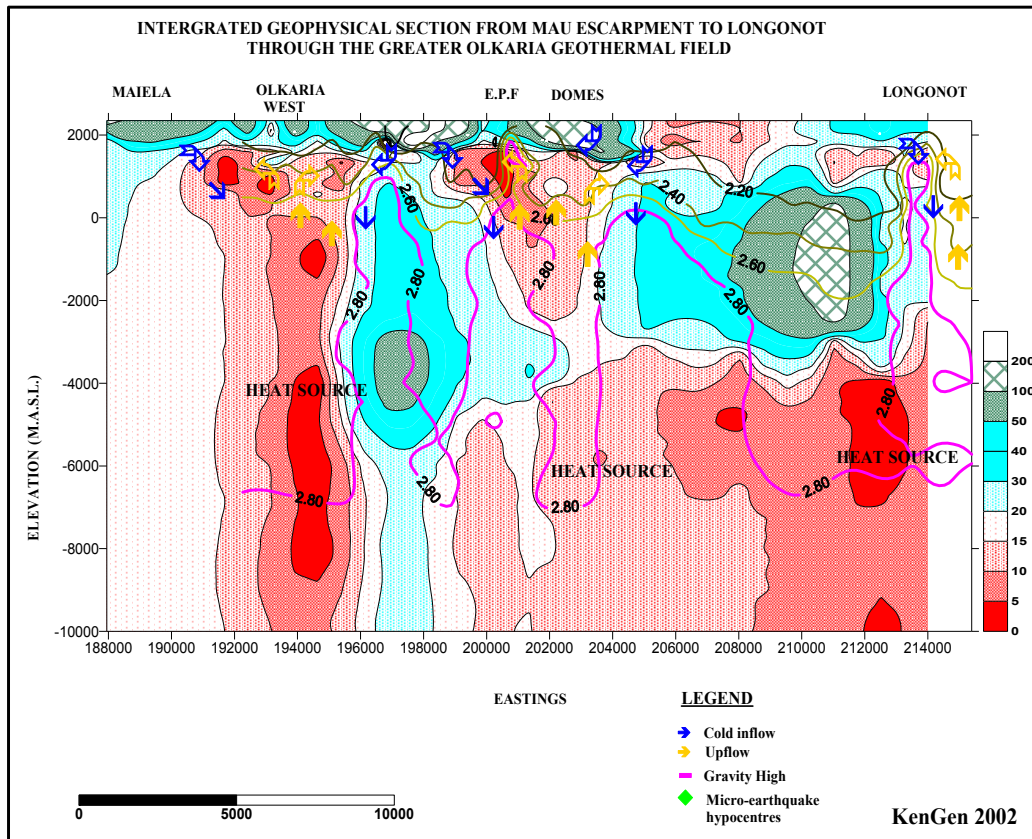 INTERGRATED GEOPHYSICAL SECTION FROM MAU ESCARPMENT TO LONGONOT
THROUGH THE GREATER OLKARIA GEOTHERMAL FIELD
MAIELA
OLKARIA
WEST
E.P.F
DOMES
LONGONOT
2000
0
-2000
-4000
-6000
-8000
-10000
ELEVATION (M.A.S.L.)
2.60
2.80
2.80
2.80
2.80
2.80
2.80
2.80
2.40
2.20
2.60
2.80
2.80
2.80
HEAT SOURCE
HEAT SOURCE
HEAT SOURCE
188000 190000 192000 194000 196000 198000 200000 202000 204000 206000 208000 210000 212000 214000
200
100
50
40
30
20
15
10
5
0
EASTINGS
LEGEND
Cold inflow
Upflow
Gravity High
Micro-earthquake
hypocentres
0 5000 10000
KenGen 2002